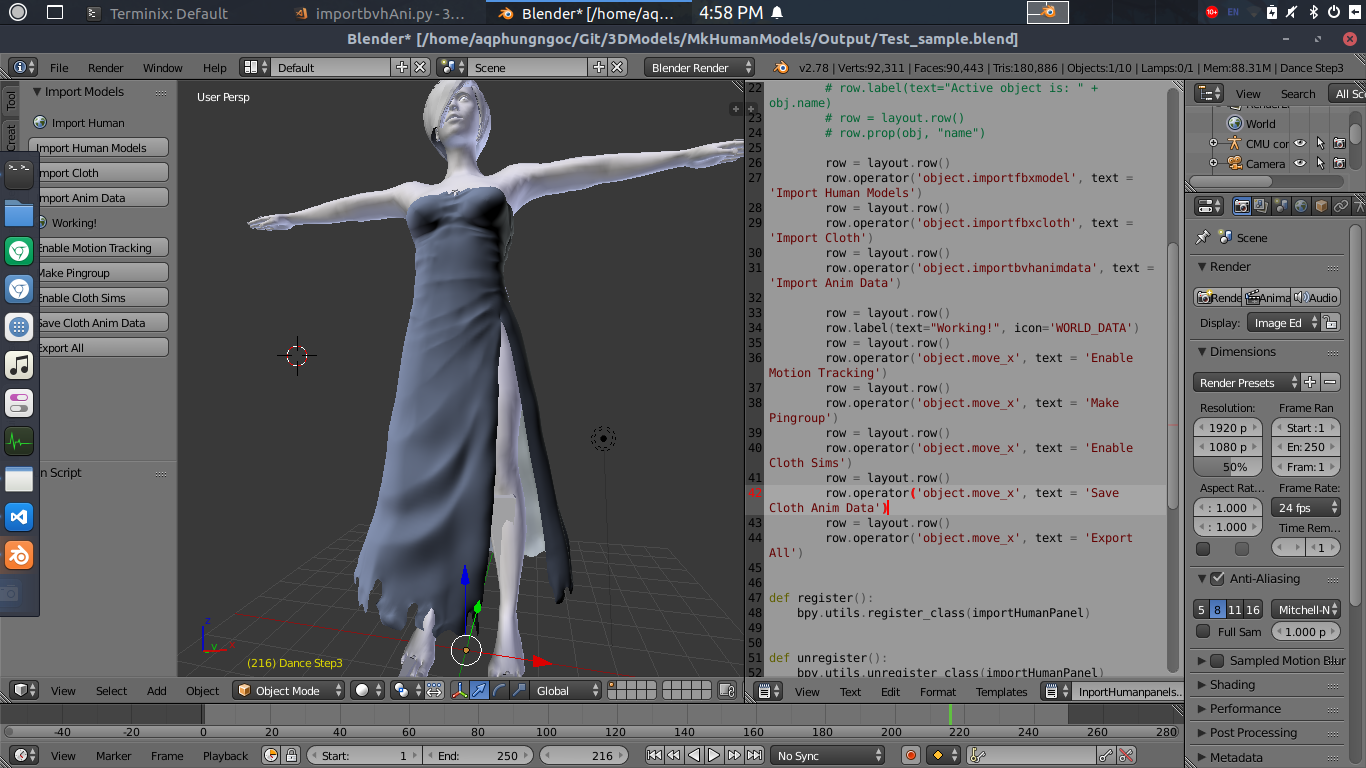 Terminix: Default
importbvhAni.py - 3...
Blender* [/home/aq...
4:58 PM
10+
EN
Blender* [/home/aqphungngoc/Git/3DModels/MkHumanModels/Output/Test_sample.blend]
File
Render
Window
Help
Default
Scene
Blender Render
v2.78 | Verts:92,311 | Faces:90,443 | Tris:180,886 | Objects:1/10 | Lamps:0/1 | Mem:88.31M | Dance Step3
Tool
Creat
Import Models
Import Human
Import Human Models
mport Cloth
mport Anim Data
Working!
Enable Motion Tracking
Make Pingroup
Enable Cloth Sims
Save Cloth Anim Data
Export All
n Script
User Persp
(216) Dance Step3
22 # row.label(text="Active object is: " +
obj.name)
23 # row = layout.row()
24 # row.prop(obj, "name")
25
26 row = layout.row()
27 row.operator('object.importfbxmodel', text =
'Import Human Models')
28 row = layout.row()
29 row.operator('object.importfbxcloth', text =
'Import Cloth')
30 row = layout.row()
31 row.operator('object.importbvhanimdata', text =
'Import Anim Data')
32
33 row = layout.row()
34 row.label(text="Working!", icon='WORLD_DATA')
35 row = layout.row()
36 row.operator('object.move_x', text = 'Enable
Motion Tracking')
37 row = layout.row()
38 row.operator('object.move_x', text = 'Make
Pingroup')
39 row = layout.row()
40 row.operator('object.move_x', text = 'Enable
Cloth Sims')
41 row = layout.row()
42 row.operator('object.move_x', text = 'Save
Cloth Anim Data')
43 row = layout.row()
44 row.operator('object.move_x', text = 'Export
All')
45
46
47 def register():
48 bpy.utils.register_class(importHumanPanel)
49
50
51 def unregister():
52 bpy.utils.unregister_class(importHumanPanel)
View
Search
All Sc
World
CMU cor
Camera
Scene
Render
Rende
Anima
Audio
Display:
Image Ed
Dimensions
Render Presets
Resolution:
Frame Ran
1920 p
Start :1
1080 p
En: 250
50%
Fram: 1
Aspect Rat...
Frame Rate:
: 1.000
24 fps
: 1.000
Time Rem...
1
Anti-Aliasing
5
8
11
16
Mitchell-N
Full Sam
1.000 p
Sampled Motion Blur
Shading
Performance
Post Processing
Metadata
View
Select
Add
Object
Object Mode
Global
View
Text
Edit
Format
Templates
InportHumanpanels..
-40
-20
0
20
40
60
80
100
120
140
160
180
200
220
240
260
280
View
Marker
Frame
Playback
Start:
1
End:
250
216
No Sync